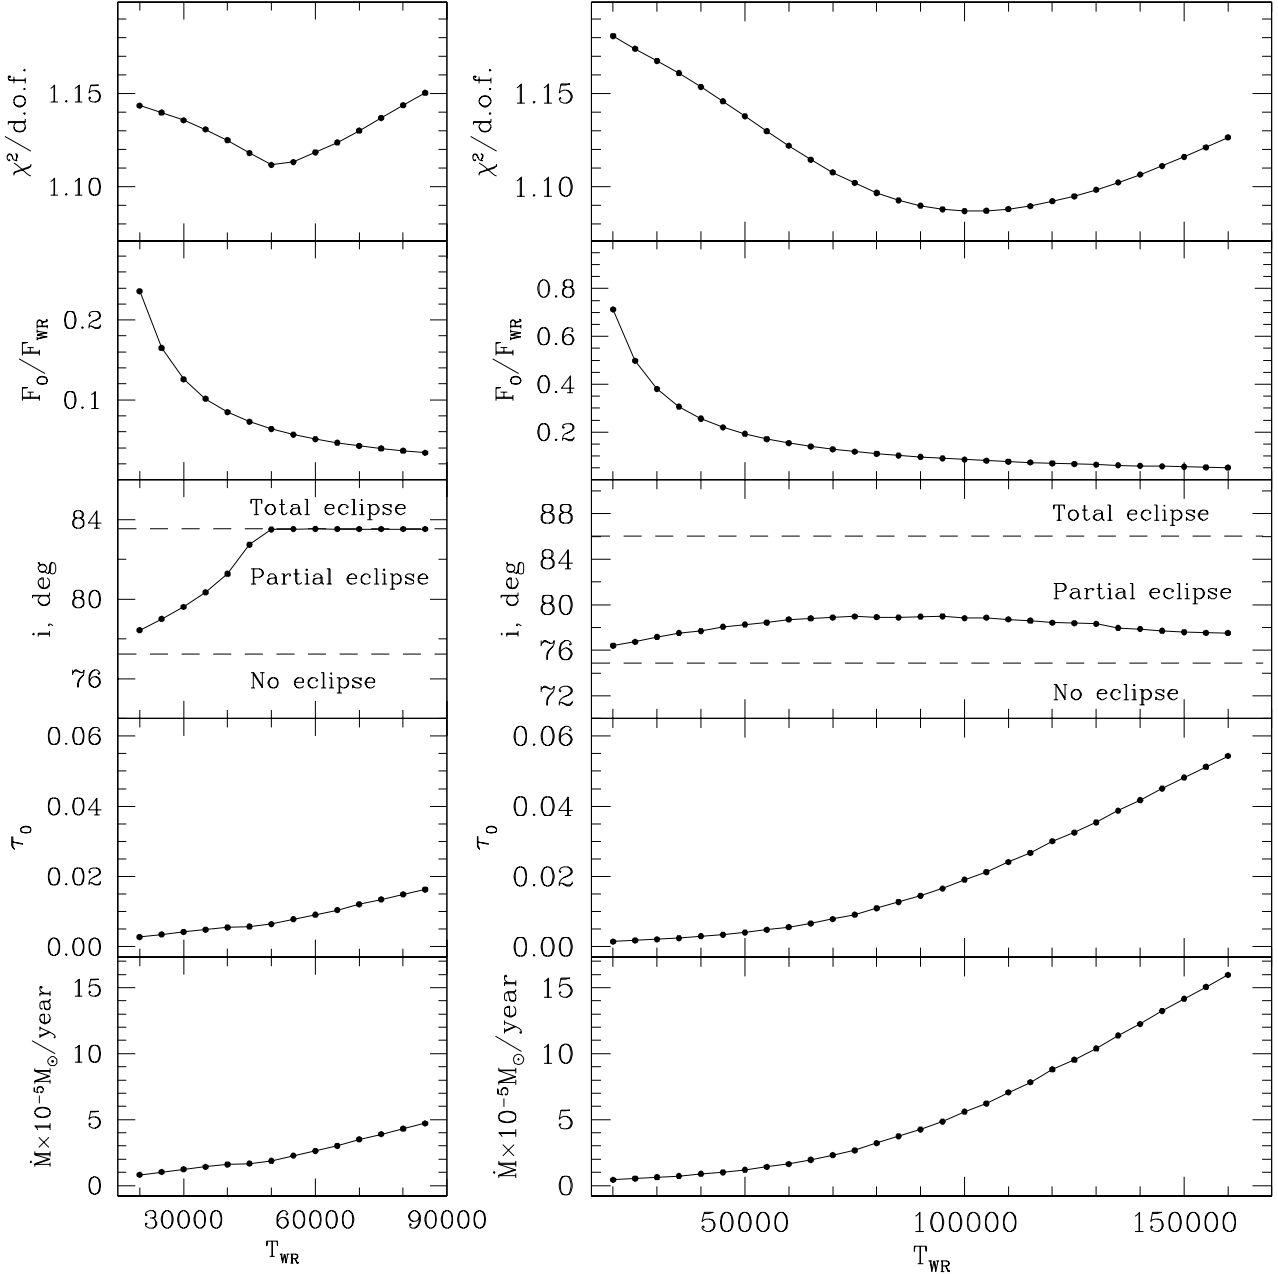 χ²/d.o.f.
1.15
1.10
χ²/d.o.f.
1.15
1.10
F₀/F_WR
0.2
0.1
F₀/F_WR
0.8
0.6
0.4
0.2
i, deg
84
80
76
Total eclipse
Partial eclipse
No eclipse
i, deg
88
84
80
76
72
Total eclipse
Partial eclipse
No eclipse
τ₀
0.06
0.04
0.02
0.00
τ₀
0.06
0.04
0.02
0.00
Ṁ×10⁻⁵M☉/year
15
10
5
0
Ṁ×10⁻⁵M☉/year
15
10
5
0
30000 60000 90000
T_WR
50000 100000 150000
T_WR